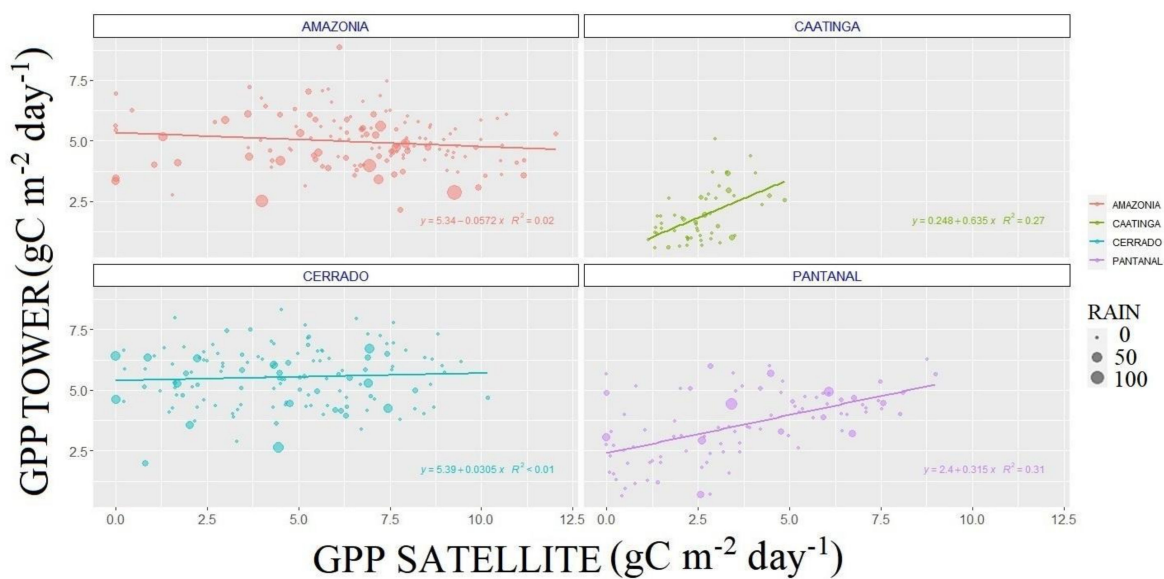 GPP TOWER (gC m⁻² day⁻¹)
AMAZONIA
CAATINGA
7.5
5.0
2.5
y = 5.34 − 0.0572 x R² = 0.02
y = 0.248 + 0.635 x R² = 0.27
CERRADO
PANTANAL
7.5
5.0
2.5
y = 5.39 + 0.0305 x R² < 0.01
y = 2.4 + 0.315 x R² = 0.31
0.0 2.5 5.0 7.5 10.0 12.5 0.0 2.5 5.0 7.5 10.0 12.5
GPP SATELLITE (gC m⁻² day⁻¹)
AMAZONIA
CAATINGA
CERRADO
PANTANAL
RAIN
0
50
100